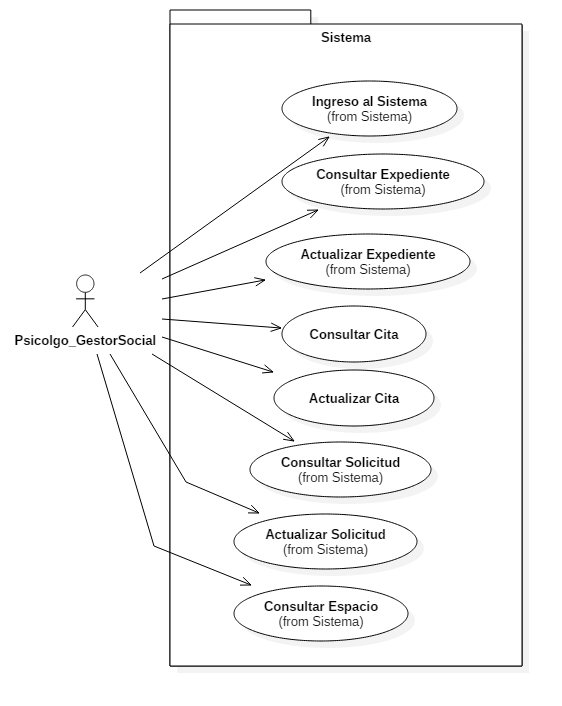 Sistema
Ingreso al Sistema
(from Sistema)
Consultar Expediente
(from Sistema)
Actualizar Expediente
(from Sistema)
Psicolgo_GestorSocial
Consultar Cita
Actualizar Cita
Consultar Solicitud
(from Sistema)
Actualizar Solicitud
(from Sistema)
Consultar Espacio
(from Sistema)